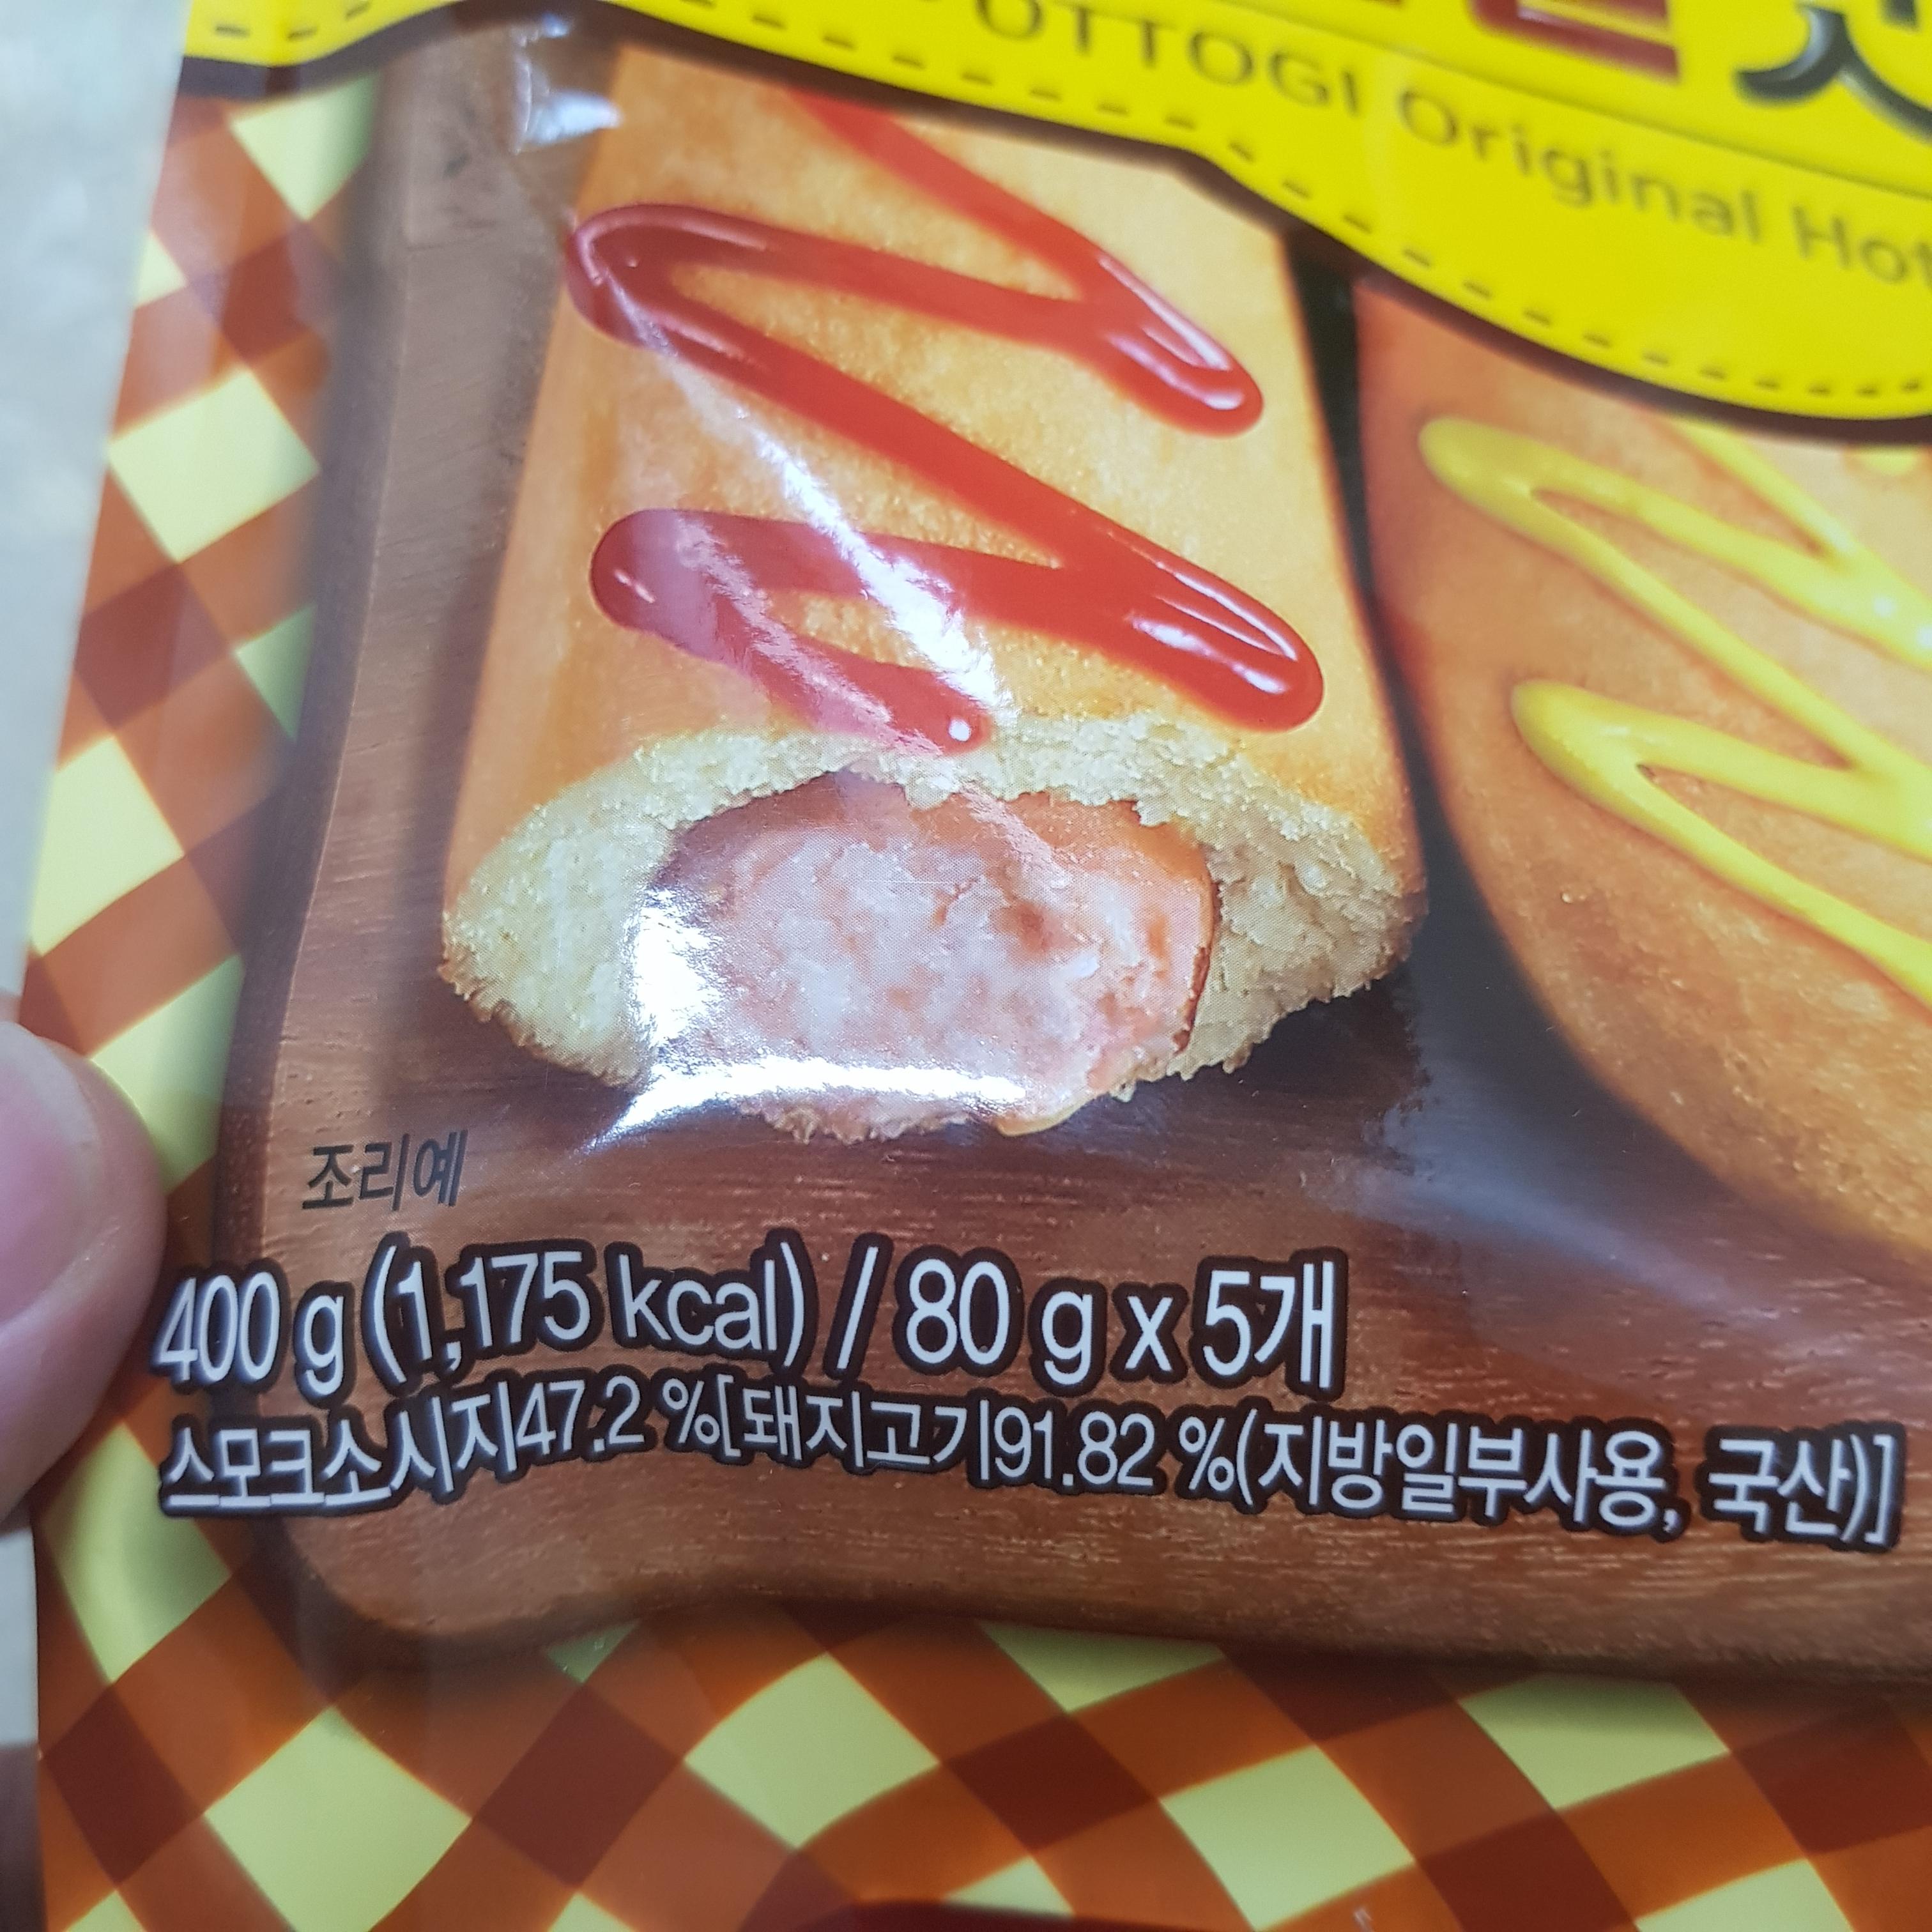 OTTOGI Original Hot
조리예
400 g (1,175 kcal) / 80 g x 5개
스모크소시지47.2 %[돼지고기91.82 %(지방일부사용, 국산)]